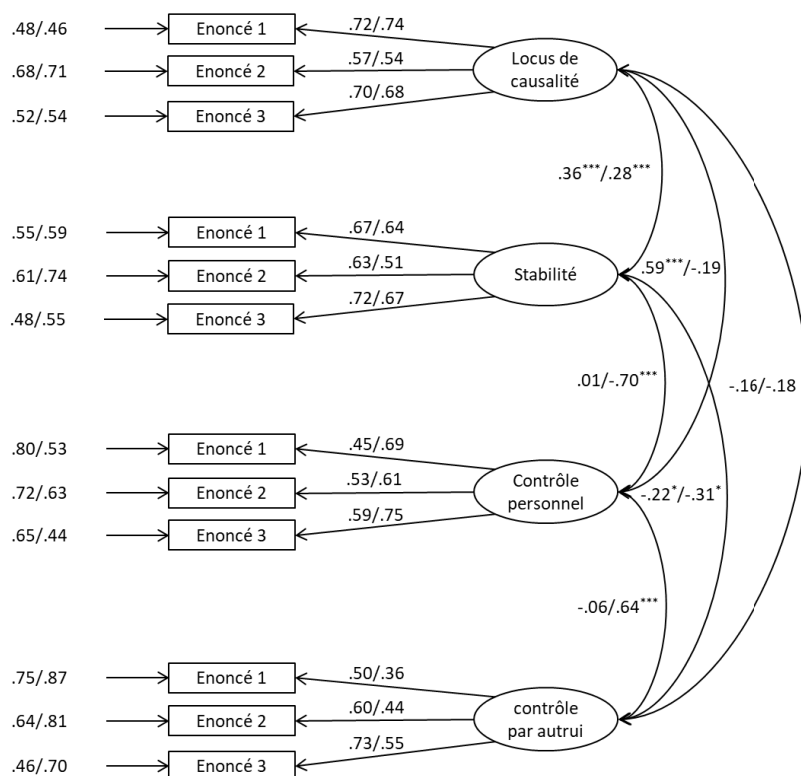 .48/.46 Enoncé 1 .72/.74
.68/.71 Enoncé 2 .57/.54
.52/.54 Enoncé 3 .70/.68
Locus de
causalité
.36***/.28***
.55/.59 Enoncé 1 .67/.64
.61/.74 Enoncé 2 .63/.51
.48/.55 Enoncé 3 .72/.67
Stabilité
.59***/-.19
.01/-.70***
-.16/-.18
.80/.53 Enoncé 1 .45/.69
.72/.63 Enoncé 2 .53/.61
.65/.44 Enoncé 3 .59/.75
Contrôle
personnel
-.22*/-.31*
-.06/.64***
.75/.87 Enoncé 1 .50/.36
.64/.81 Enoncé 2 .60/.44
.46/.70 Enoncé 3 .73/.55
contrôle
par autrui